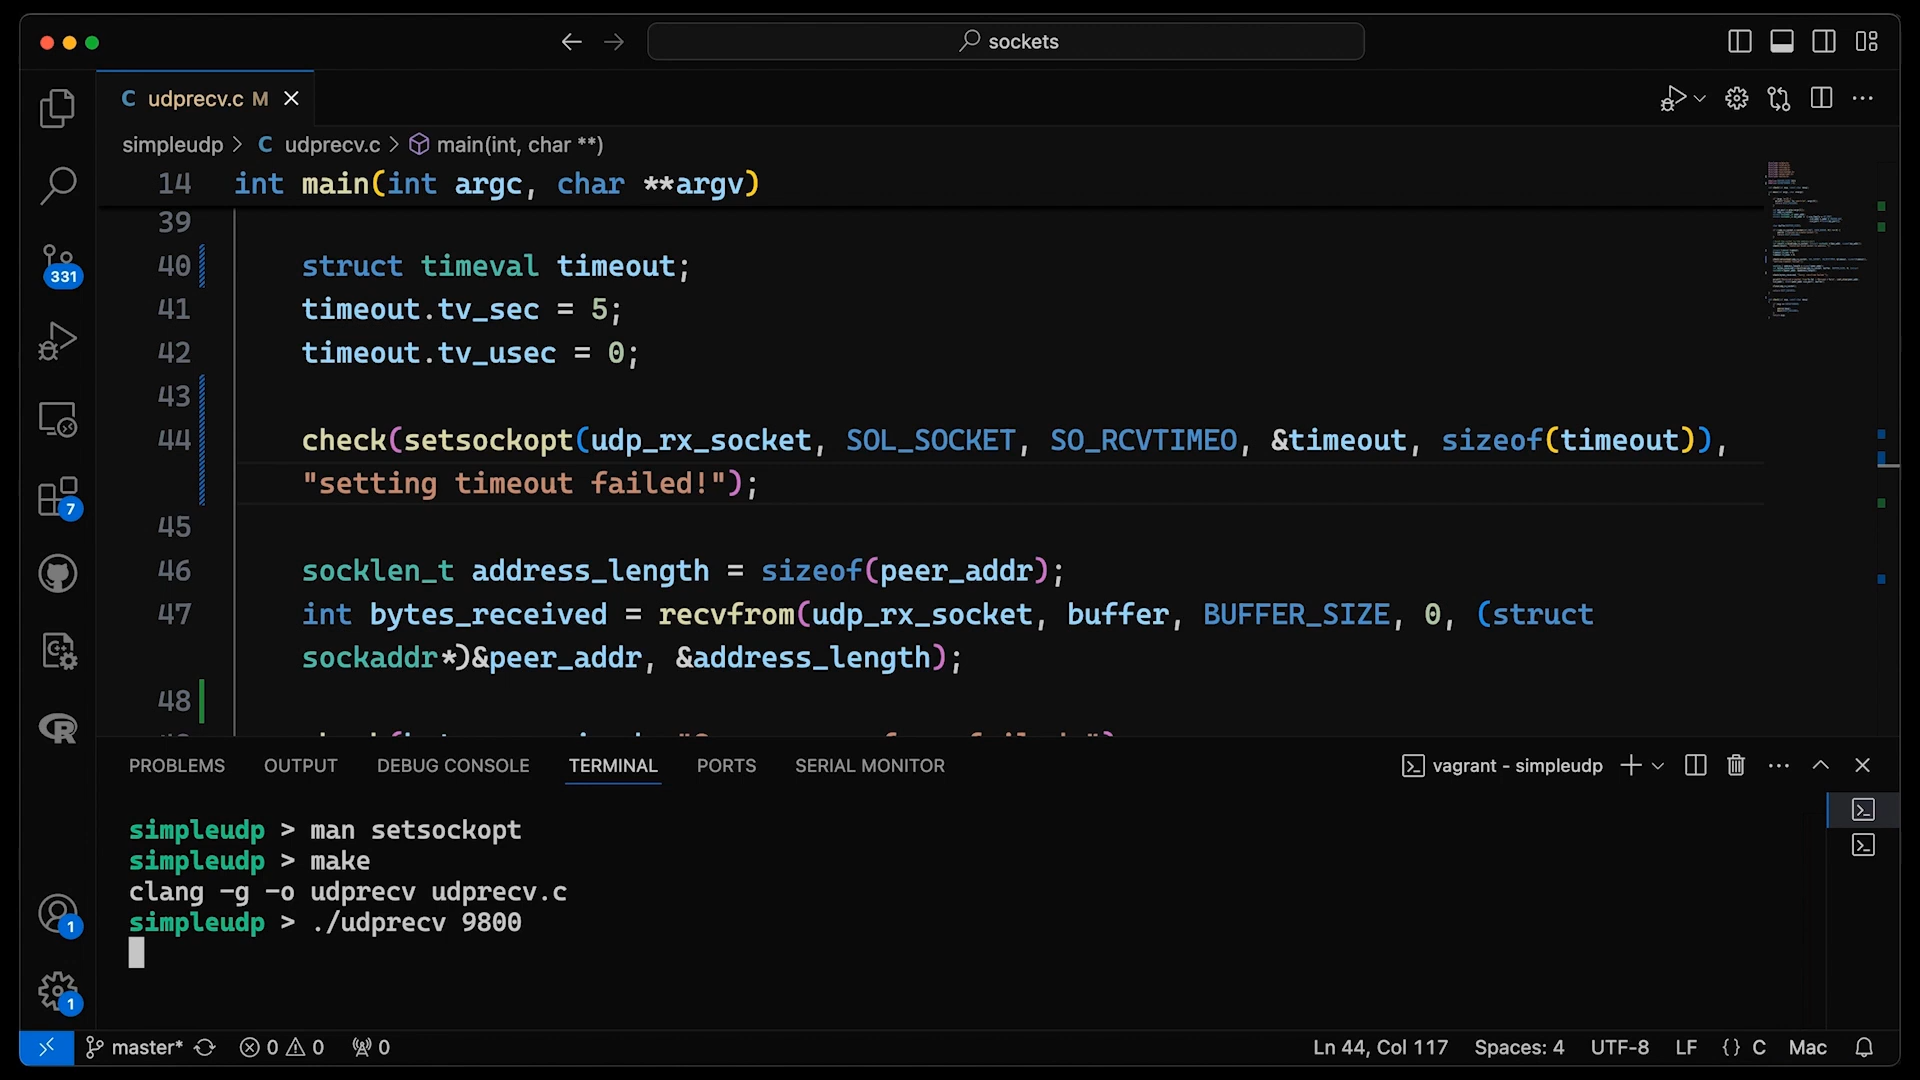 sockets
C udprecv.c M
simpleudp > C udprecv.c > main(int, char **)
14 int main(int argc, char **argv)
39
40 struct timeval timeout;
41 timeout.tv_sec = 5;
42 timeout.tv_usec = 0;
43
44 check(setsockopt(udp_rx_socket, SOL_SOCKET, SO_RCVTIMEO, &timeout, sizeof(timeout)),
"setting timeout failed!");
45
46 socklen_t address_length = sizeof(peer_addr);
47 int bytes_received = recvfrom(udp_rx_socket, buffer, BUFFER_SIZE, 0, (struct
sockaddr*)&peer_addr, &address_length);
48
331
7
1
1
PROBLEMS OUTPUT DEBUG CONSOLE TERMINAL PORTS SERIAL MONITOR vagrant - simpleudp
simpleudp > man setsockopt
simpleudp > make
clang -g -o udprecv udprecv.c
simpleudp > ./udprecv 9800
master* 0 0 0 Ln 44, Col 117 Spaces: 4 UTF-8 LF {} C Mac